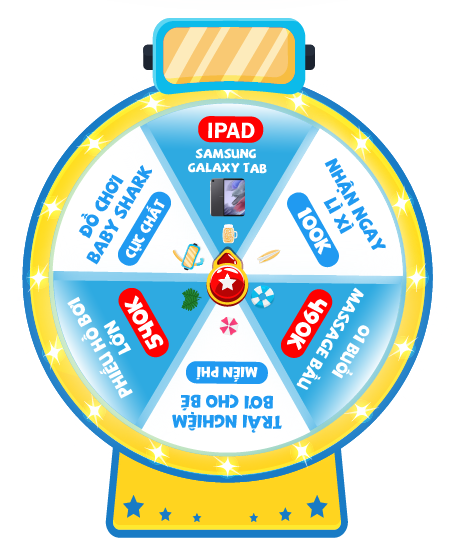 IPAD
SAMSUNG
GALAXY TAB
NHẬN NGAY
LÌ XÌ
100K
01 BUỔI
MASSAGE BẦU
490K
TRẢI NGHIỆM
BƠI CHO BÉ
MIỄN PHÍ
PHIẾU HỒ BƠI
LỚN
540K
ĐỒ CHƠI
BABY SHARK
CỰC CHẤT